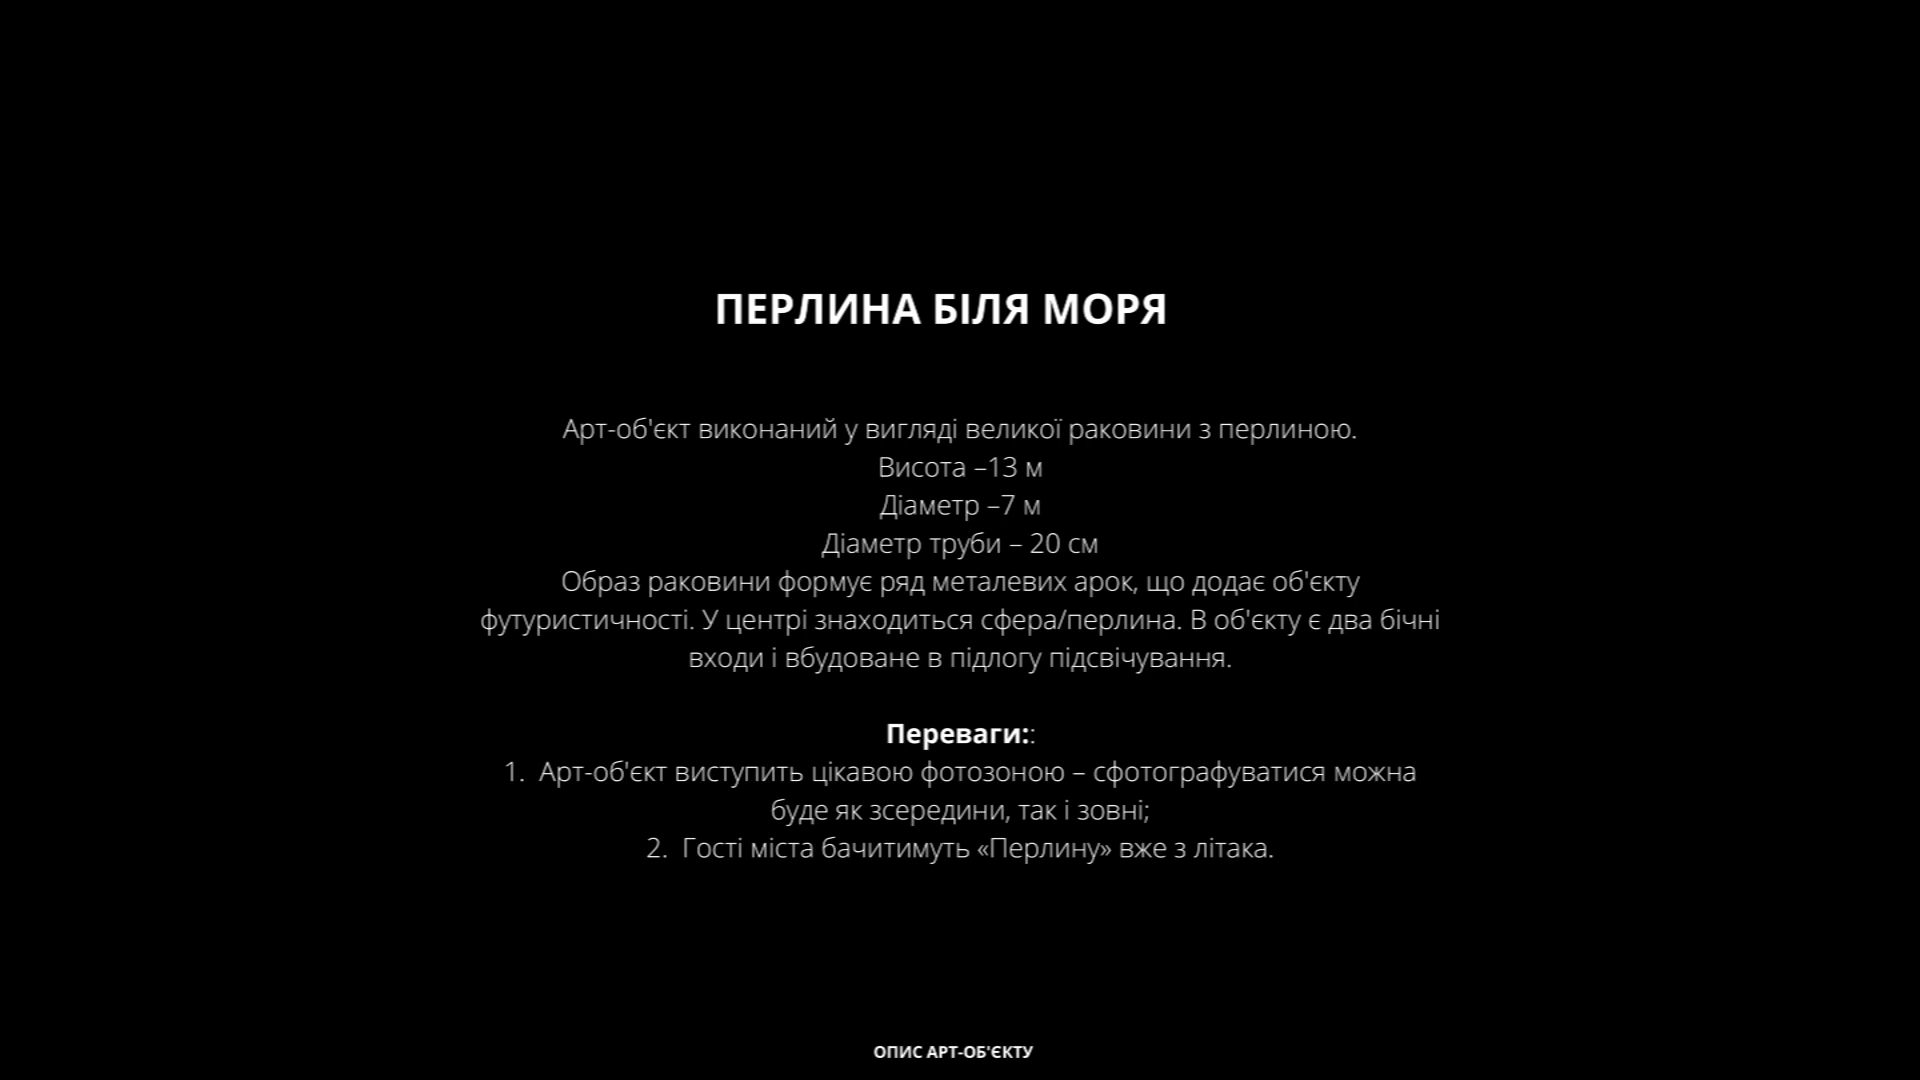 ПЕРЛИНА БІЛЯ МОРЯ
Арт-об'єкт виконаний у вигляді великої раковини з перлиною.
Висота –13 м
Діаметр –7 м
Діаметр труби – 20 см
Образ раковини формує ряд металевих арок, що додає об'єкту
футуристичності. У центрі знаходиться сфера/перлина. В об'єкту є два бічні
входи і вбудоване в підлогу підсвічування.
Переваги::
1. Арт-об'єкт виступить цікавою фотозоною – сфотографуватися можна
буде як зсередини, так і зовні;
2. Гості міста бачитимуть «Перлину» вже з літака.
ОПИС АРТ-ОБ'ЄКТУ